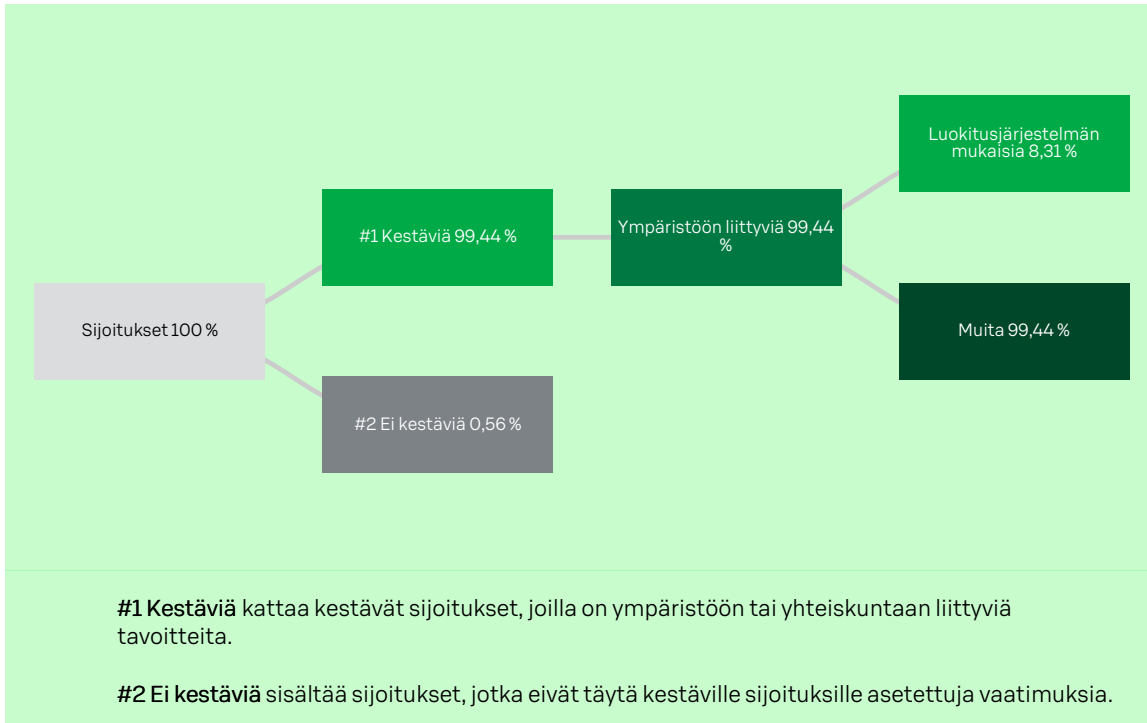 Luokitusjärjestelmän
mukaisia 8,31 %
#1 Kestäviä 99,44 %
Ympäristöön liittyviä 99,44
%
Sijoitukset 100 %
Muita 99,44 %
#2 Ei kestäviä 0,56 %
#1 Kestäviä kattaa kestävät sijoitukset, joilla on ympäristöön tai yhteiskuntaan liittyviä
tavoitteita.
#2 Ei kestäviä sisältää sijoitukset, jotka eivät täytä kestäville sijoituksille asetettuja vaatimuksia.